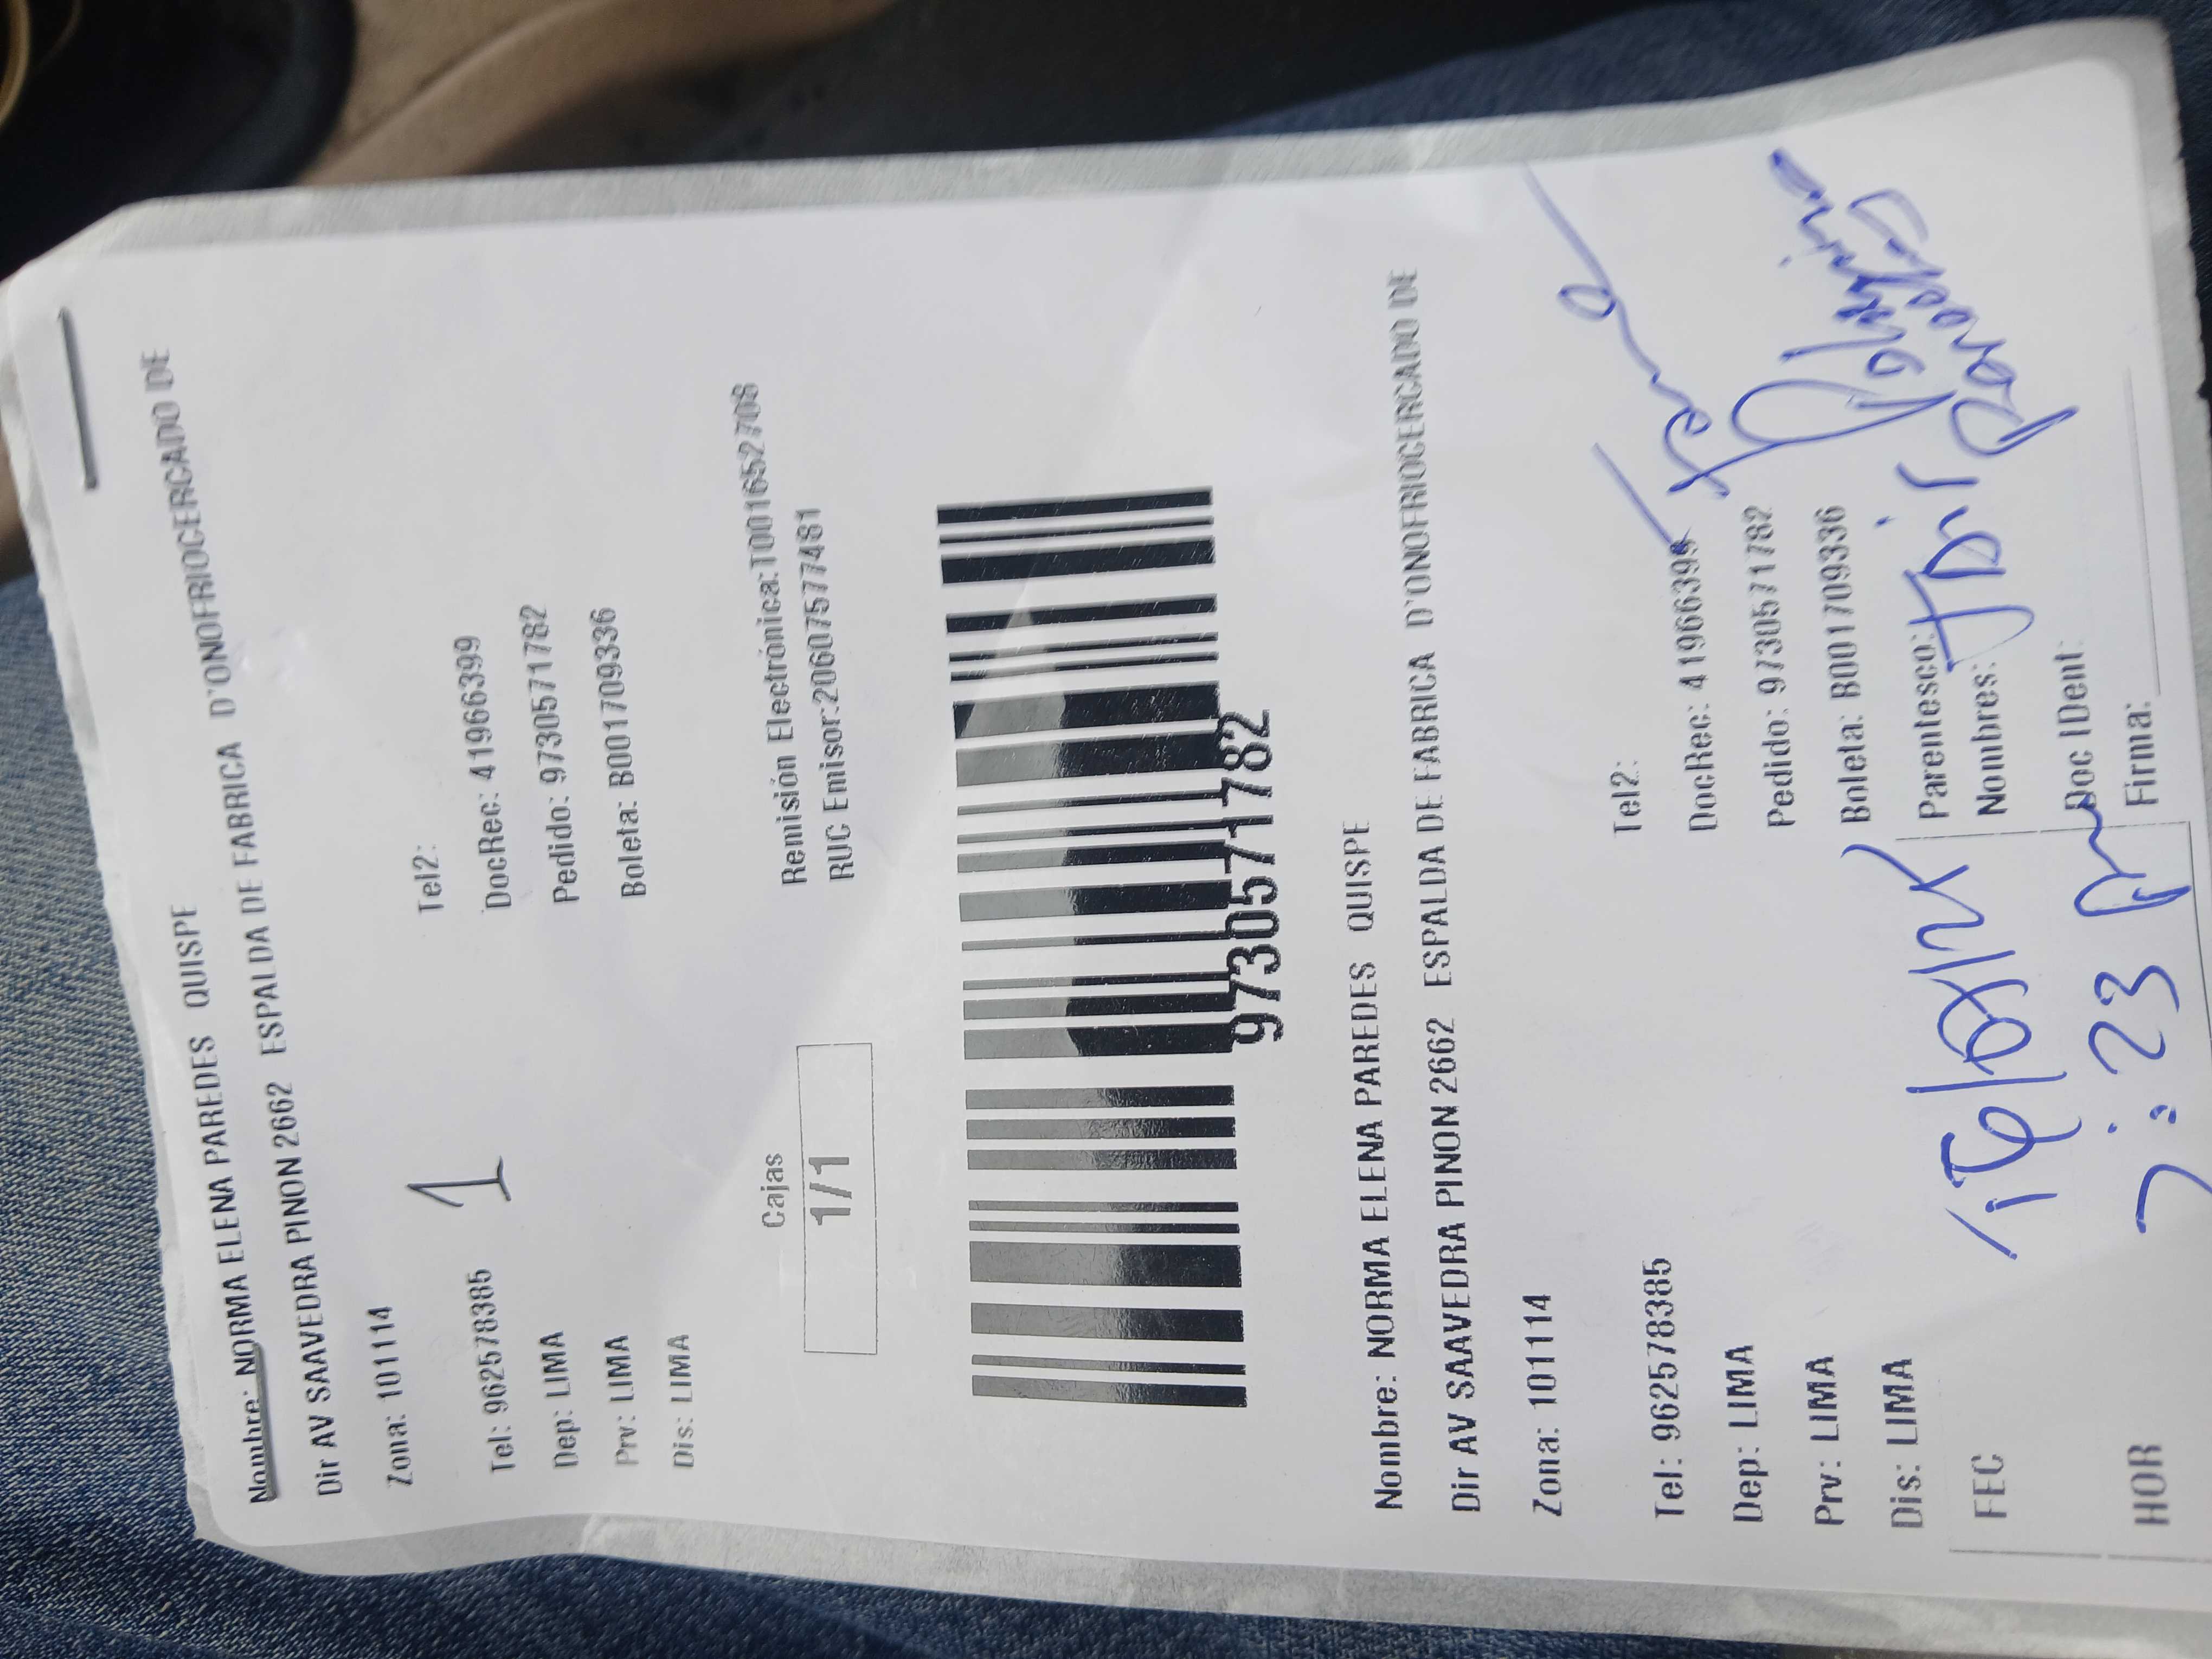 Nombre: NORMA ELENA PAREDES QUISPE
Dir AV SAAVEDRA PINON 2662 ESPALDA DE FABRICA D'ONOFRIOCERCADO DE
Zona: 101114
1
Tel: 962578385 Tel2:
Dep: LIMA DocRec: 41966399
Prv: LIMA Pedido: 97305717782
Dis: LIMA Boleta: B001709336
Cajas
1/1
Remisión Electrónica:T001652708
RUC Emisor:20607577481
9730571782
Nombre: NORMA ELENA PAREDES QUISPE
Dir AV SAAVEDRA PINON 2662 ESPALDA DE FABRICA D'ONOFRIOCERCADO DE
Zona: 101114
Tel: 962578385 Tel2:
Dep: LIMA DocRec: 41966399
Prv: LIMA Pedido: 9730571782
Dis: LIMA Boleta: B001709336
FEC
Parentesco:
Nombres:
HOR : 23
Doc IDent:
Firma: